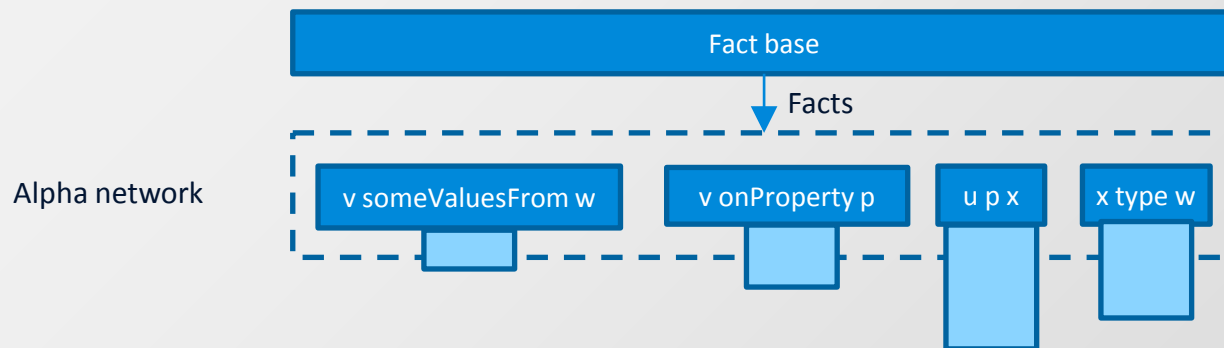 Fact base
Facts
Alpha network
v someValuesFrom w
v onProperty p
u p x
x type w